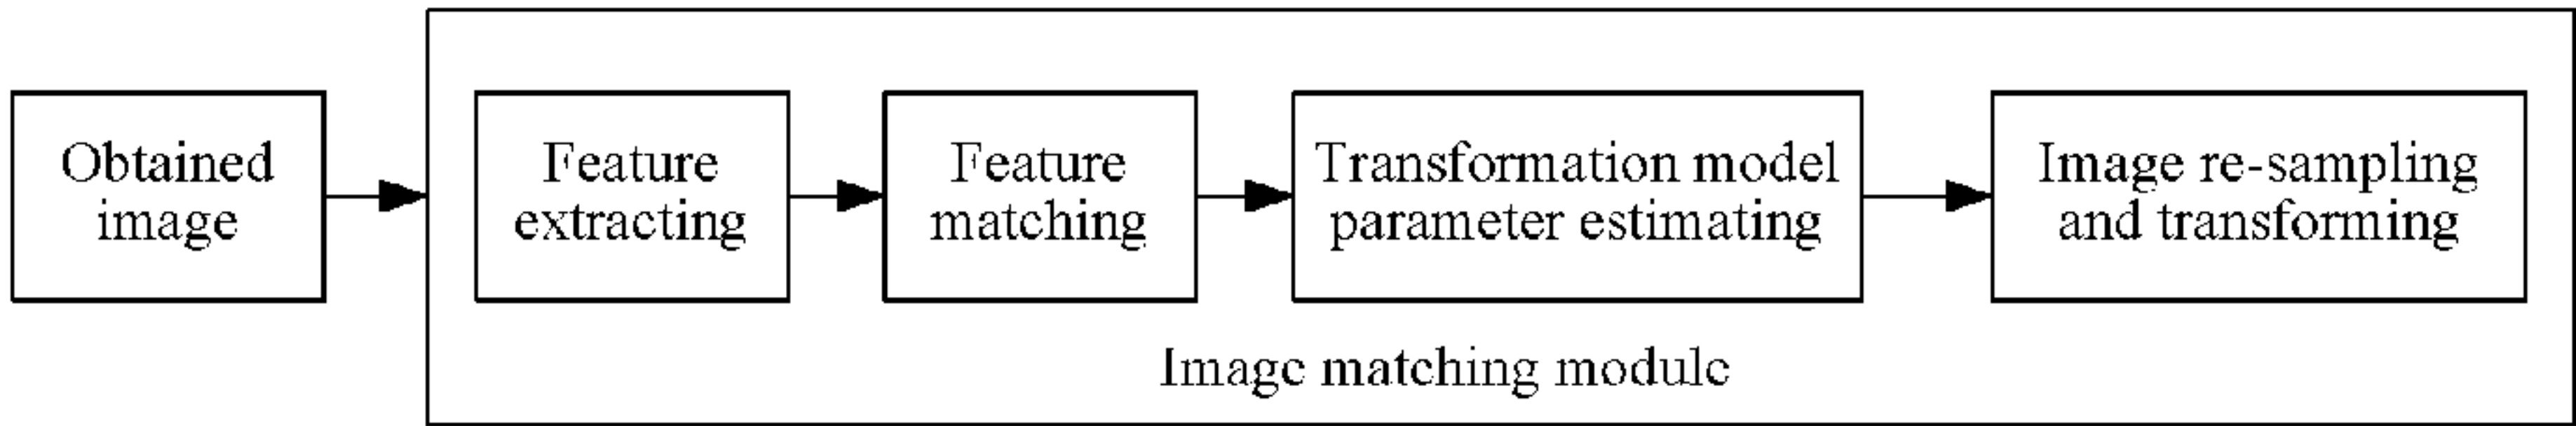 Obtained
image
Feature
extracting
Feature
matching
Transformation model
parameter estimating
Image re-sampling
and transforming
Image matching module